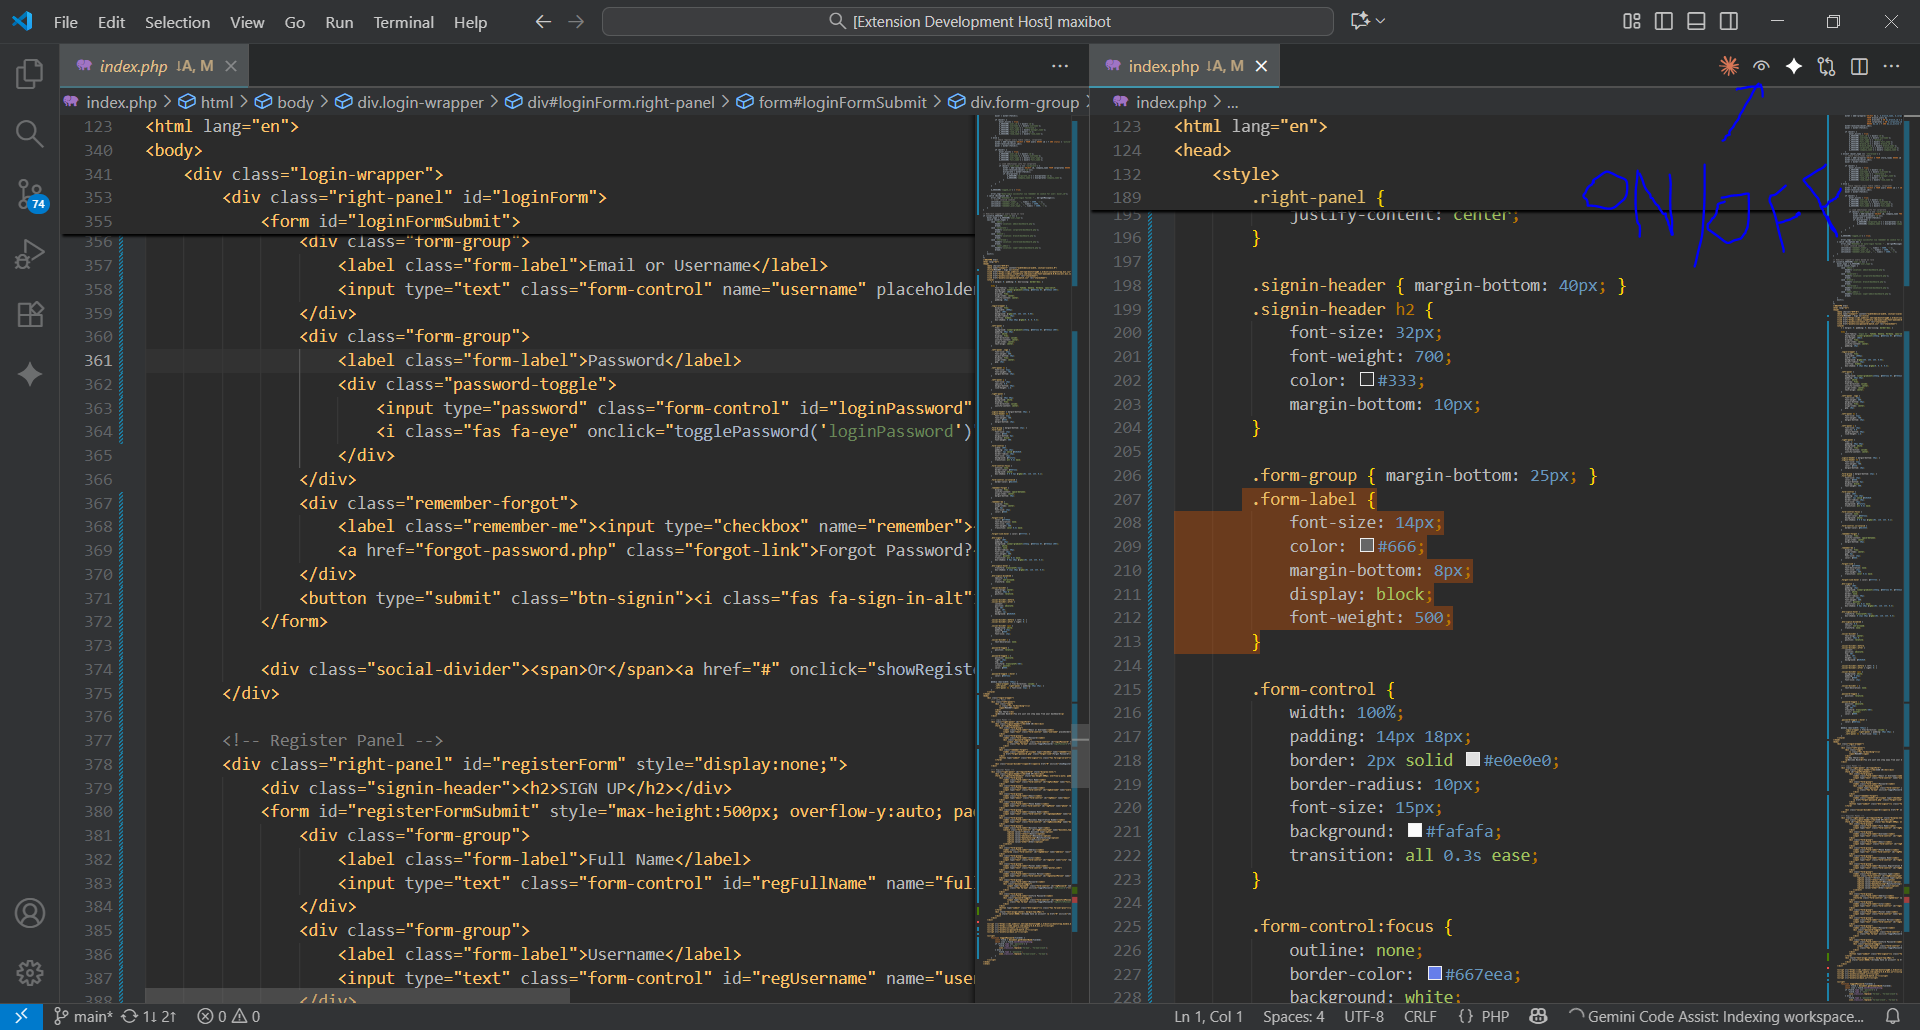 File Edit Selection View Go Run Terminal Help
[Extension Development Host] maxibot
index.php ↓A, M
index.php ↓A, M
index.php > html > body > div.login-wrapper > div#loginForm.right-panel > form#loginFormSubmit > div.form-group >
index.php > ...
123 <html lang="en">
340 <body>
341 <div class="login-wrapper">
353 <div class="right-panel" id="loginForm">
355 <form id="loginFormSubmit">
356 <div class="form-group">
357 <label class="form-label">Email or Username</label>
358 <input type="text" class="form-control" name="username" placeholder
359 </div>
360 <div class="form-group">
361 <label class="form-label">Password</label>
362 <div class="password-toggle">
363 <input type="password" class="form-control" id="loginPassword"
364 <i class="fas fa-eye" onclick="togglePassword('loginPassword')
365 </div>
366 </div>
367 <div class="remember-forgot">
368 <label class="remember-me"><input type="checkbox" name="remember">
369 <a href="forgot-password.php" class="forgot-link">Forgot Password?
370 </div>
371 <button type="submit" class="btn-signin"><i class="fas fa-sign-in-alt"
372 </form>
373
374 <div class="social-divider"><span>Or</span><a href="#" onclick="showRegiste
375 </div>
376
377 <!-- Register Panel -->
378 <div class="right-panel" id="registerForm" style="display:none;">
379 <div class="signin-header"><h2>SIGN UP</h2></div>
380 <form id="registerFormSubmit" style="max-height:500px; overflow-y:auto; pad
381 <div class="form-group">
382 <label class="form-label">Full Name</label>
383 <input type="text" class="form-control" id="regFullName" name="full
384 </div>
385 <div class="form-group">
386 <label class="form-label">Username</label>
387 <input type="text" class="form-control" id="regUsername" name="user
388 </div>
123 <html lang="en">
124 <head>
132 <style>
189 .right-panel {
195 justify-content: center;
196 }
197
198 .signin-header { margin-bottom: 40px; }
199 .signin-header h2 {
200 font-size: 32px;
201 font-weight: 700;
202 color: #333;
203 margin-bottom: 10px;
204 }
205
206 .form-group { margin-bottom: 25px; }
207 .form-label {
208 font-size: 14px;
209 color: #666;
210 margin-bottom: 8px;
211 display: block;
212 font-weight: 500;
213 }
214
215 .form-control {
216 width: 100%;
217 padding: 14px 18px;
218 border: 2px solid #e0e0e0;
219 border-radius: 10px;
220 font-size: 15px;
221 background: #fafafa;
222 transition: all 0.3s ease;
223 }
224
225 .form-control:focus {
226 outline: none;
227 border-color: #667eea;
228 background: white;
ON/OFF
74
main* 1↓ 2↑ 0 0
Ln 1, Col 1 Spaces: 4 UTF-8 CRLF {} PHP Gemini Code Assist: Indexing workspace...